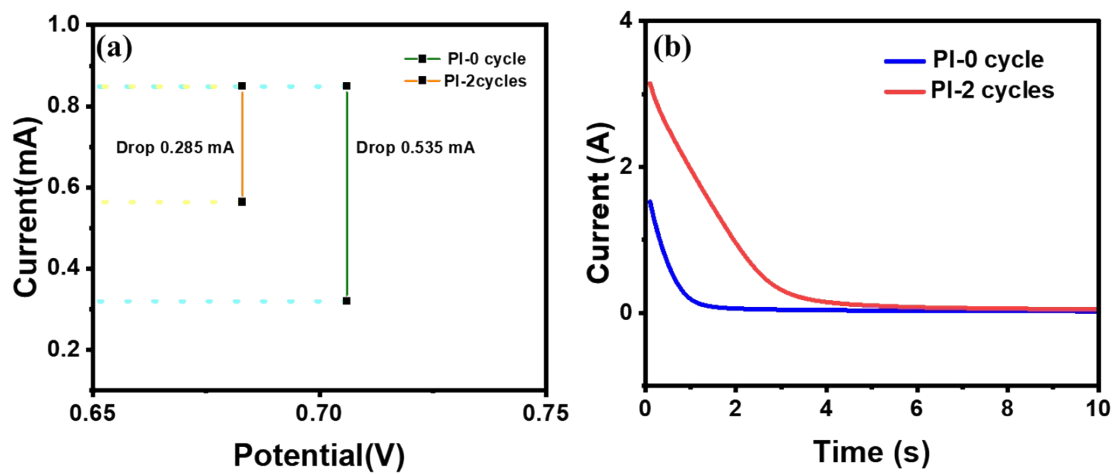 (a)
1.0
0.8
0.6
0.4
0.2
Current(mA)
PI-0 cycle
PI-2cycles
Drop 0.285 mA
Drop 0.535 mA
0.65
0.70
0.75
Potential(V)
(b)
4
2
0
Current (A)
PI-0 cycle
PI-2 cycles
0
2
4
6
8
10
Time (s)